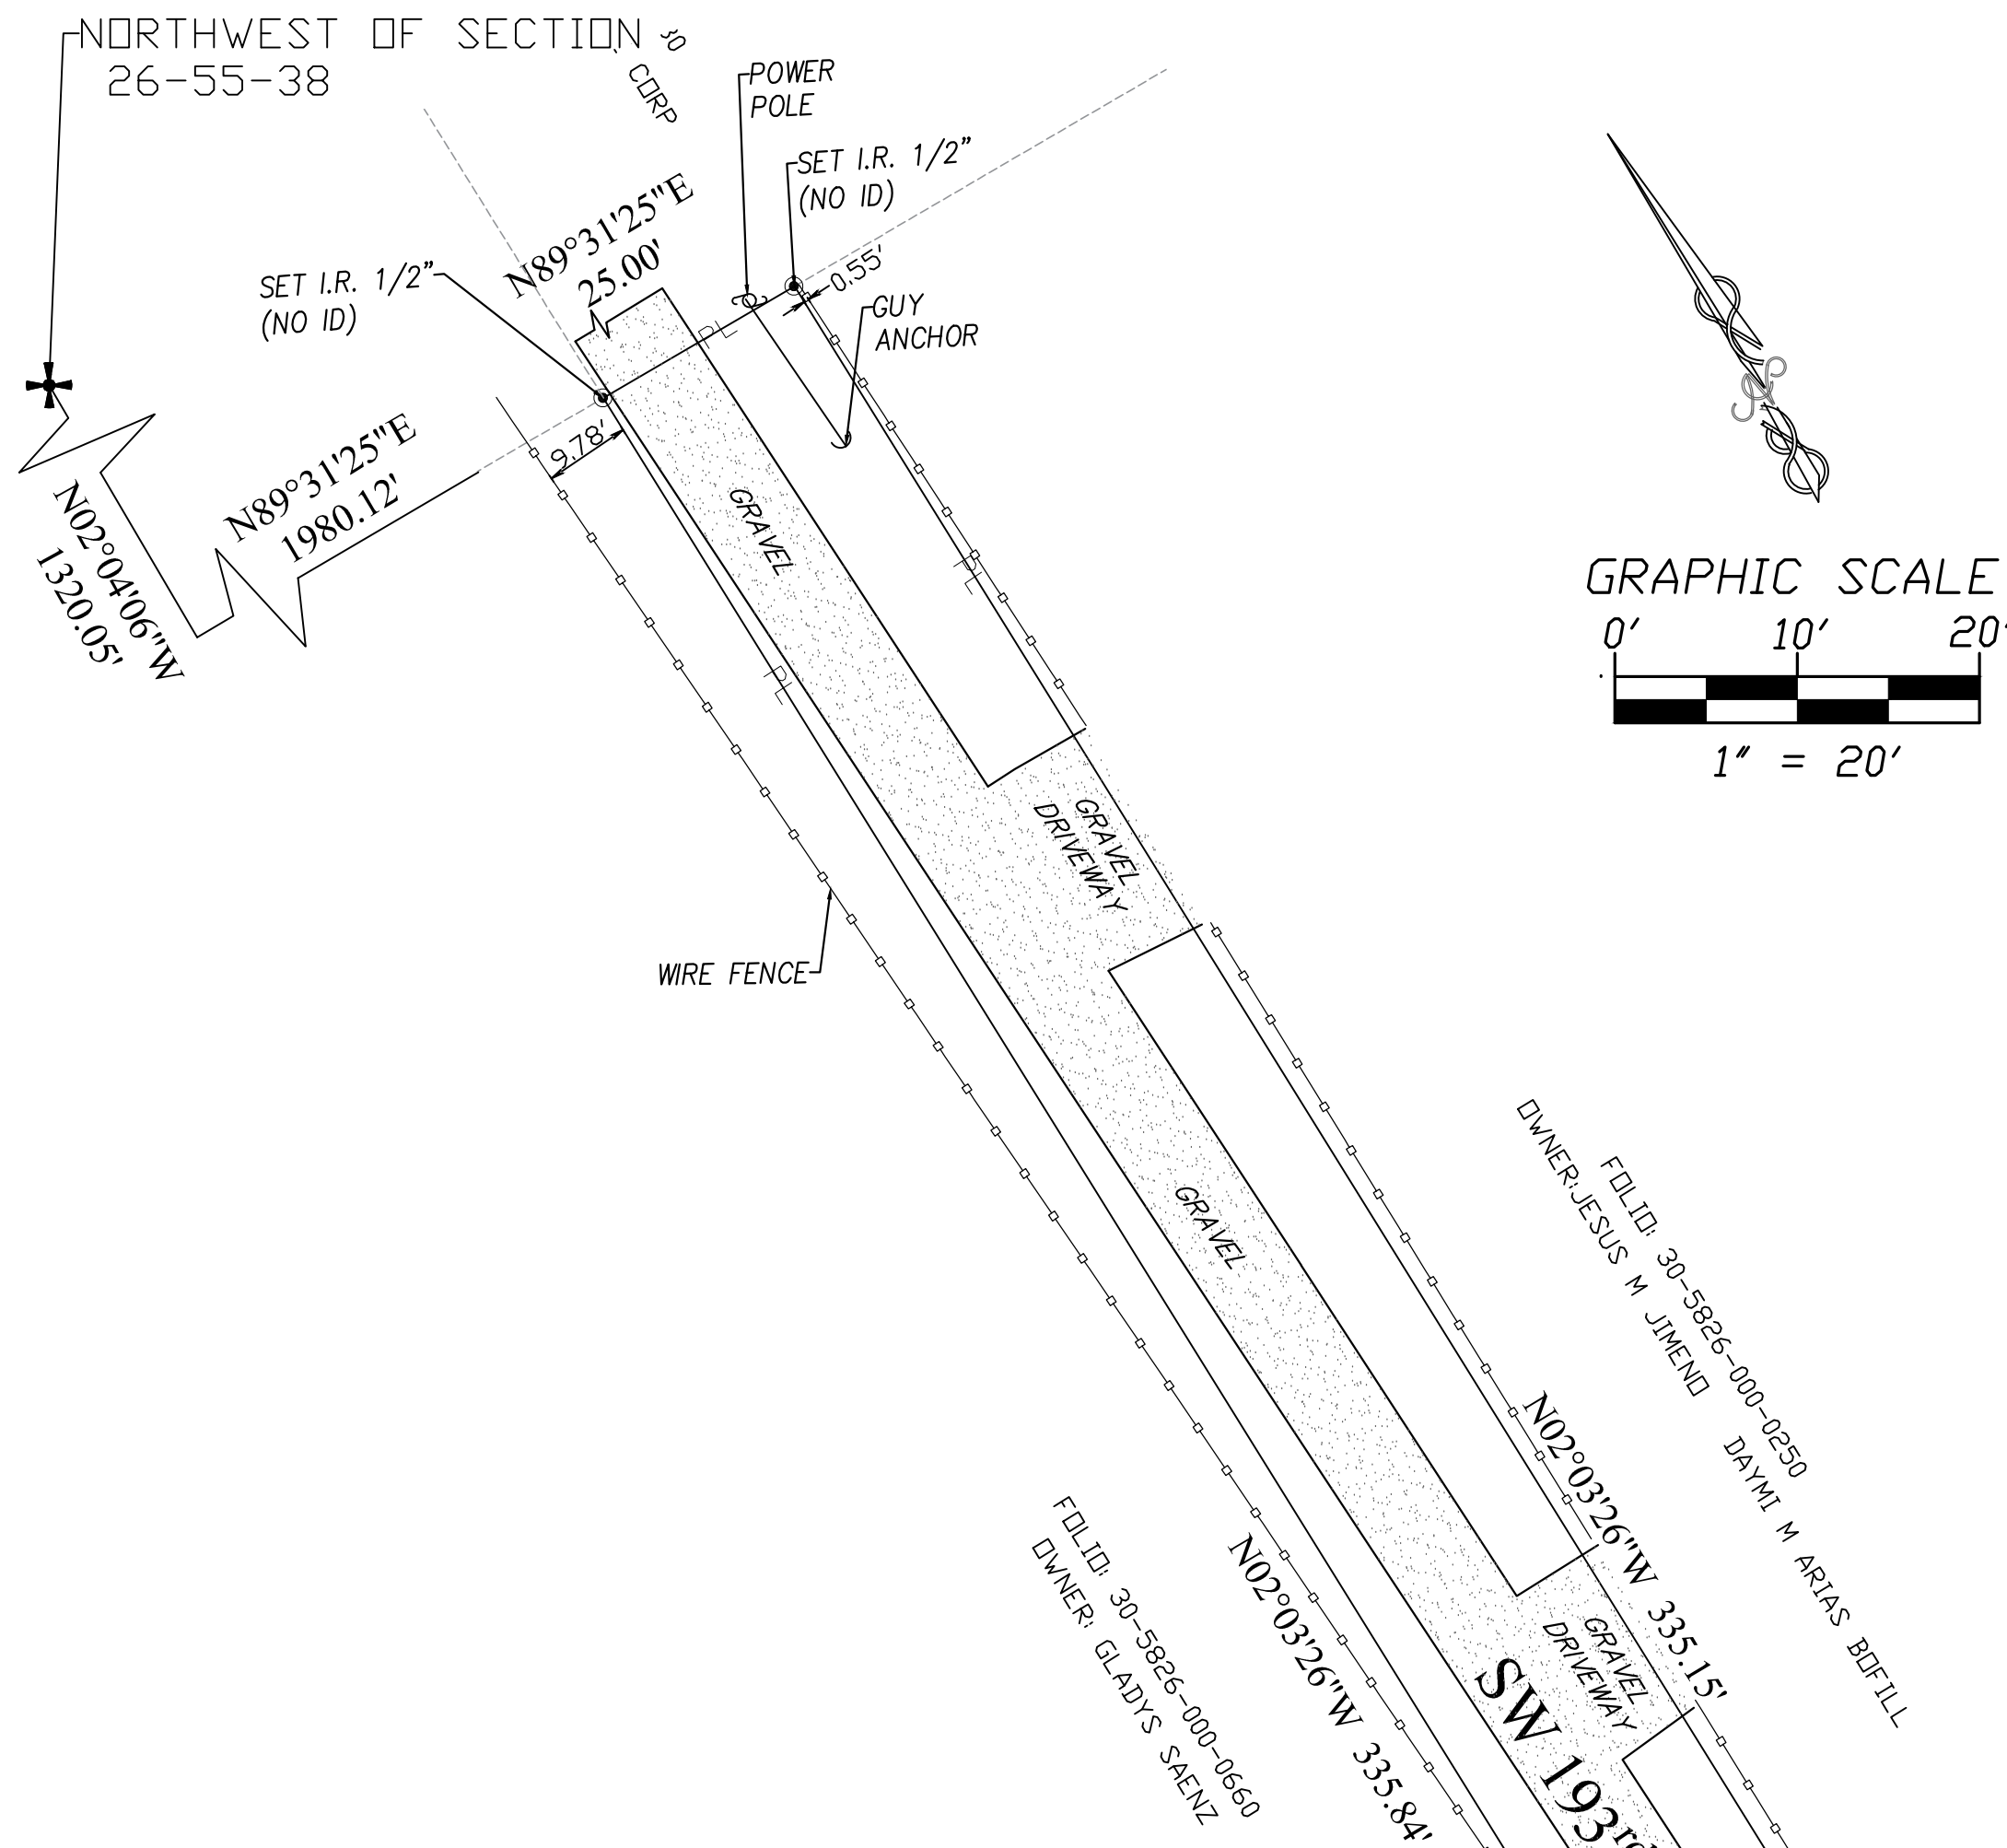 NORTHWEST OF SECTION
26-55-38
30
CORP
POWER
POLE
SET I.R. 1/2"
(NO ID)
N89°31'25"E
25.00'
0.55'
GUY
ANCHOR
SET I.R. 1/2"
(NO ID)
9.78'
N89°31'25"E
1980.12'
N02°04'06"W
1320.05'
N
GRAPHIC SCALE
0' 10' 20'
1" = 20'
GRAVEL
GRAVEL
DRIVEWAY
WIRE FENCE
GRAVEL
FOLIO: 30-5826-000-0250
OWNER:JESUS M JIMENO DAYMI M ARIAS BOFILL
N02°03'26"W 335.15'
FOLIO: 30-5826-000-0660
OWNER: GLADYS SAENZ
N02°03'26"W 335.84'
GRAVEL
DRIVEWAY
SW 193